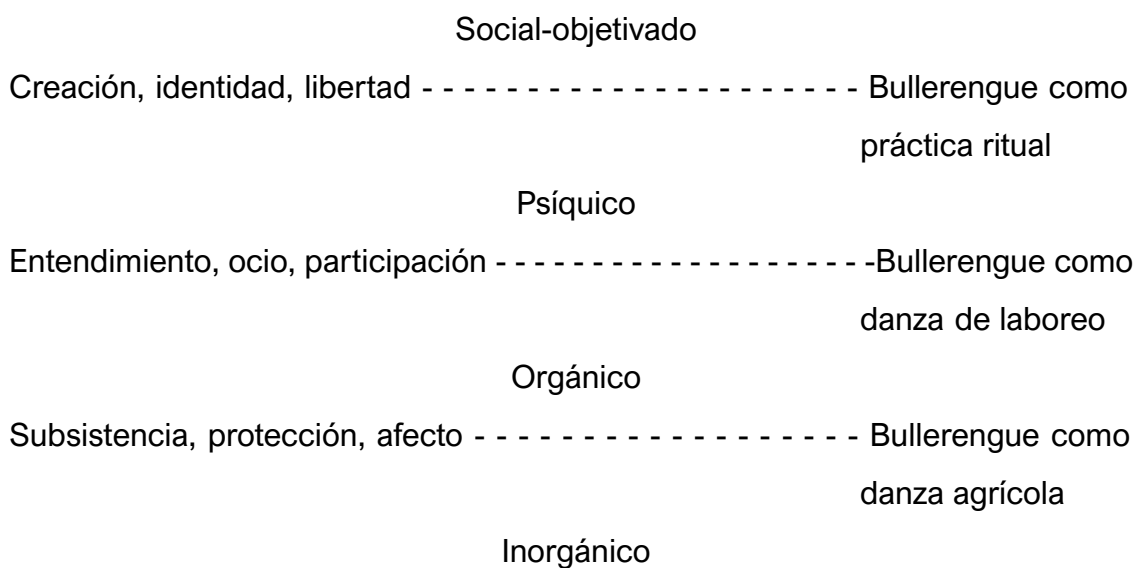 Social-objetivado
Creación, identidad, libertad - - - - - - - - - - - - - - - - - - - - - Bullerengue como
práctica ritual
Psíquico
Entendimiento, ocio, participación - - - - - - - - - - - - - - - - - - - -Bullerengue como
danza de laboreo
Orgánico
Subsistencia, protección, afecto - - - - - - - - - - - - - - - - - - - Bullerengue como
danza agrícola
Inorgánico